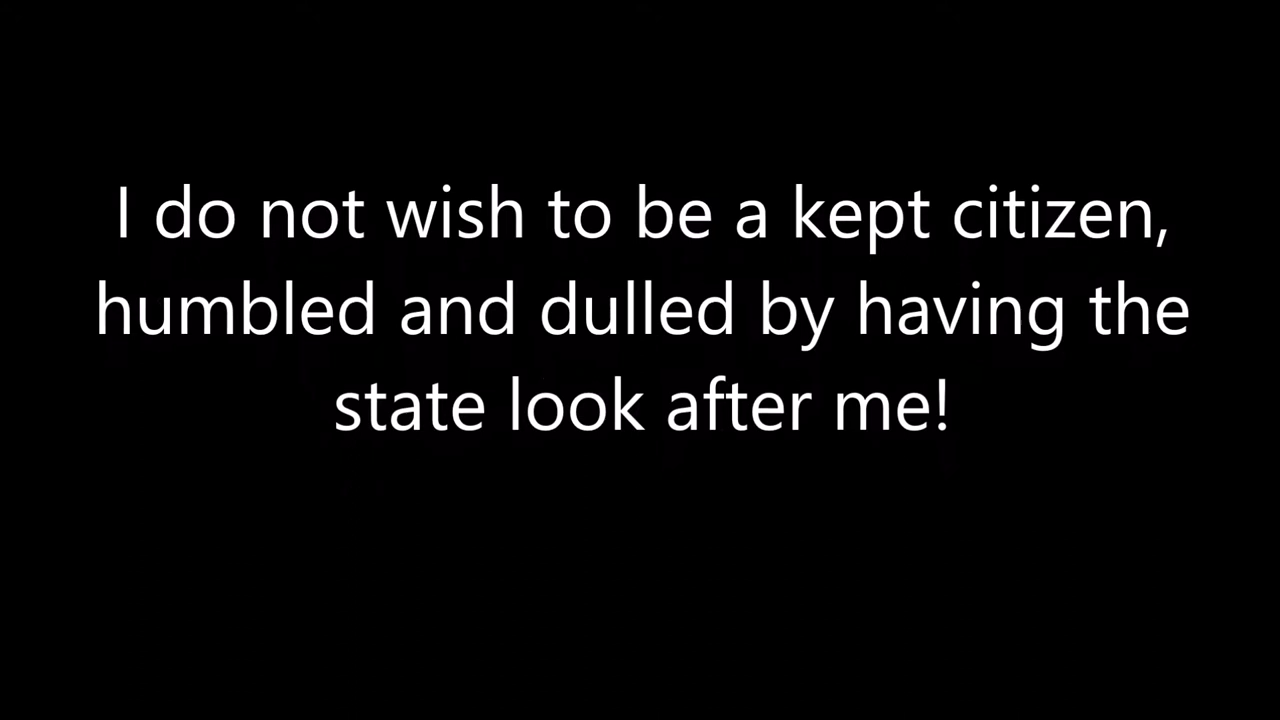 I do not wish to be a kept citizen,
humbled and dulled by having the
state look after me!